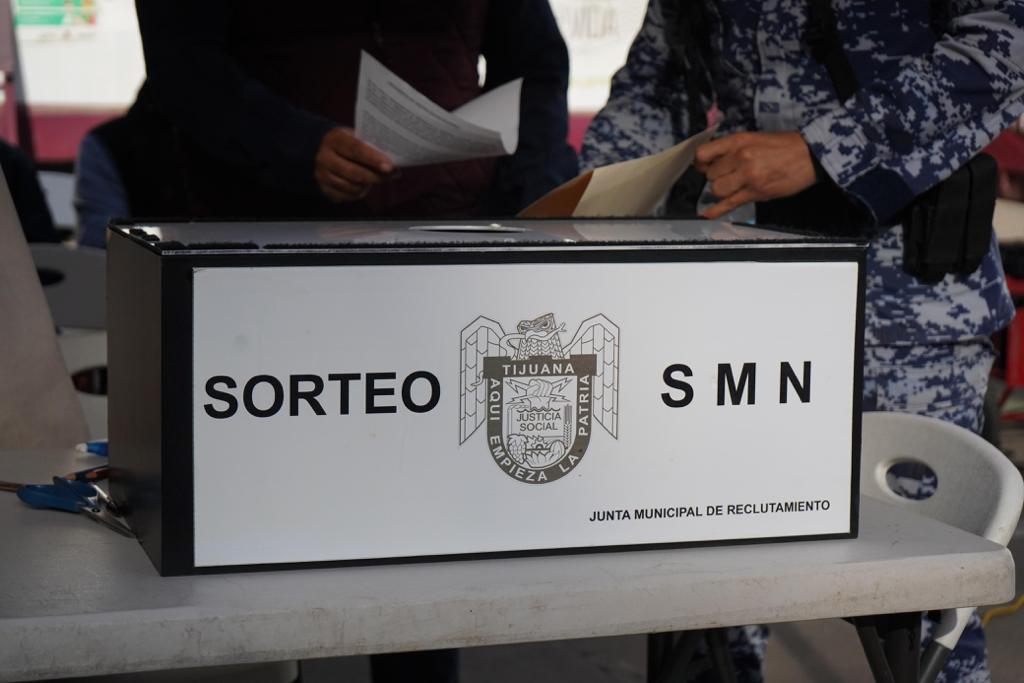 SORTEO
TIJUANA
AQUI EMPIEZA LA PATRIA
JUSTICIA
SOCIAL
S M N
JUNTA MUNICIPAL DE RECLUTAMIENTO